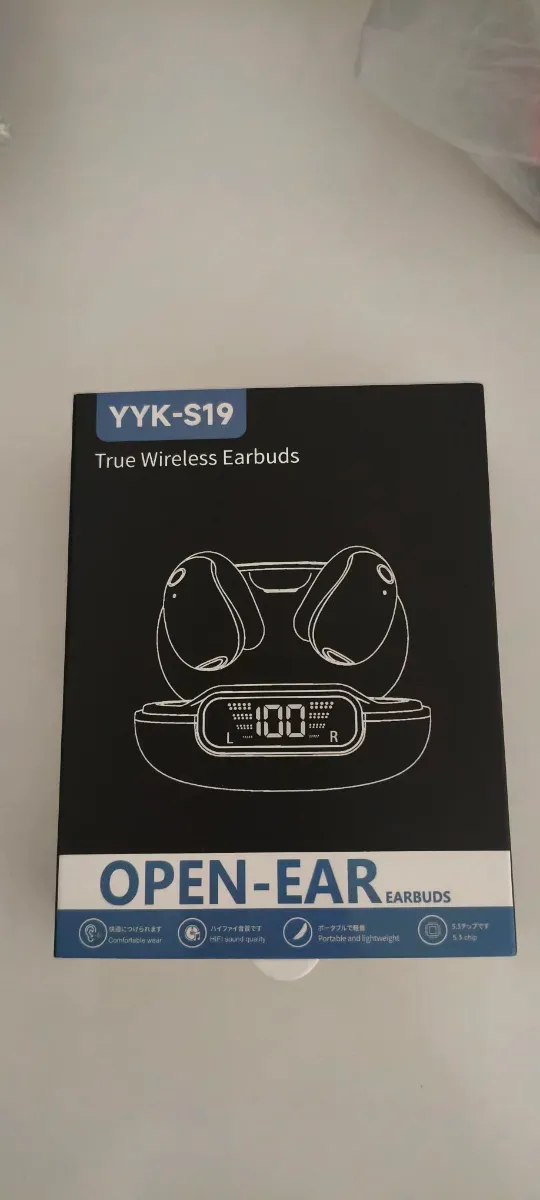 YYK-S19
True Wireless Earbuds
100
L
R
OPEN-EAR EARBUDS
快適につけられます
Comfortable wear
ハイファイ音質です
HIFI sound quality
ポータブルで軽量
Portable and lightweight
5.3チップです
5.3 chip